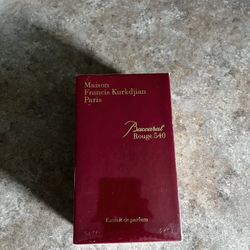 Maison
Francis Kurkdjian
Paris
Baccarat
Rouge 540
Extrait de parfum